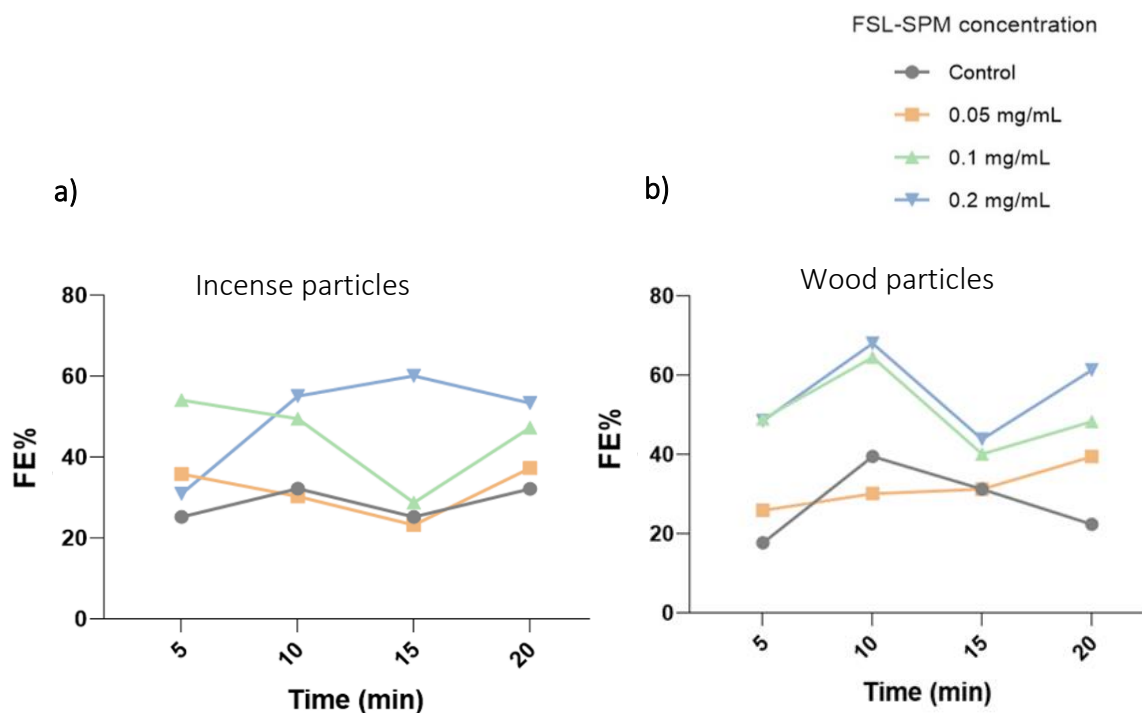 FSL-SPM concentration
Control
0.05 mg/mL
0.1 mg/mL
0.2 mg/mL
a)
Incense particles
80
60
40
20
0
FE%
5
10
15
20
Time (min)
b)
Wood particles
80
60
40
20
0
FE%
5
10
15
20
Time (min)